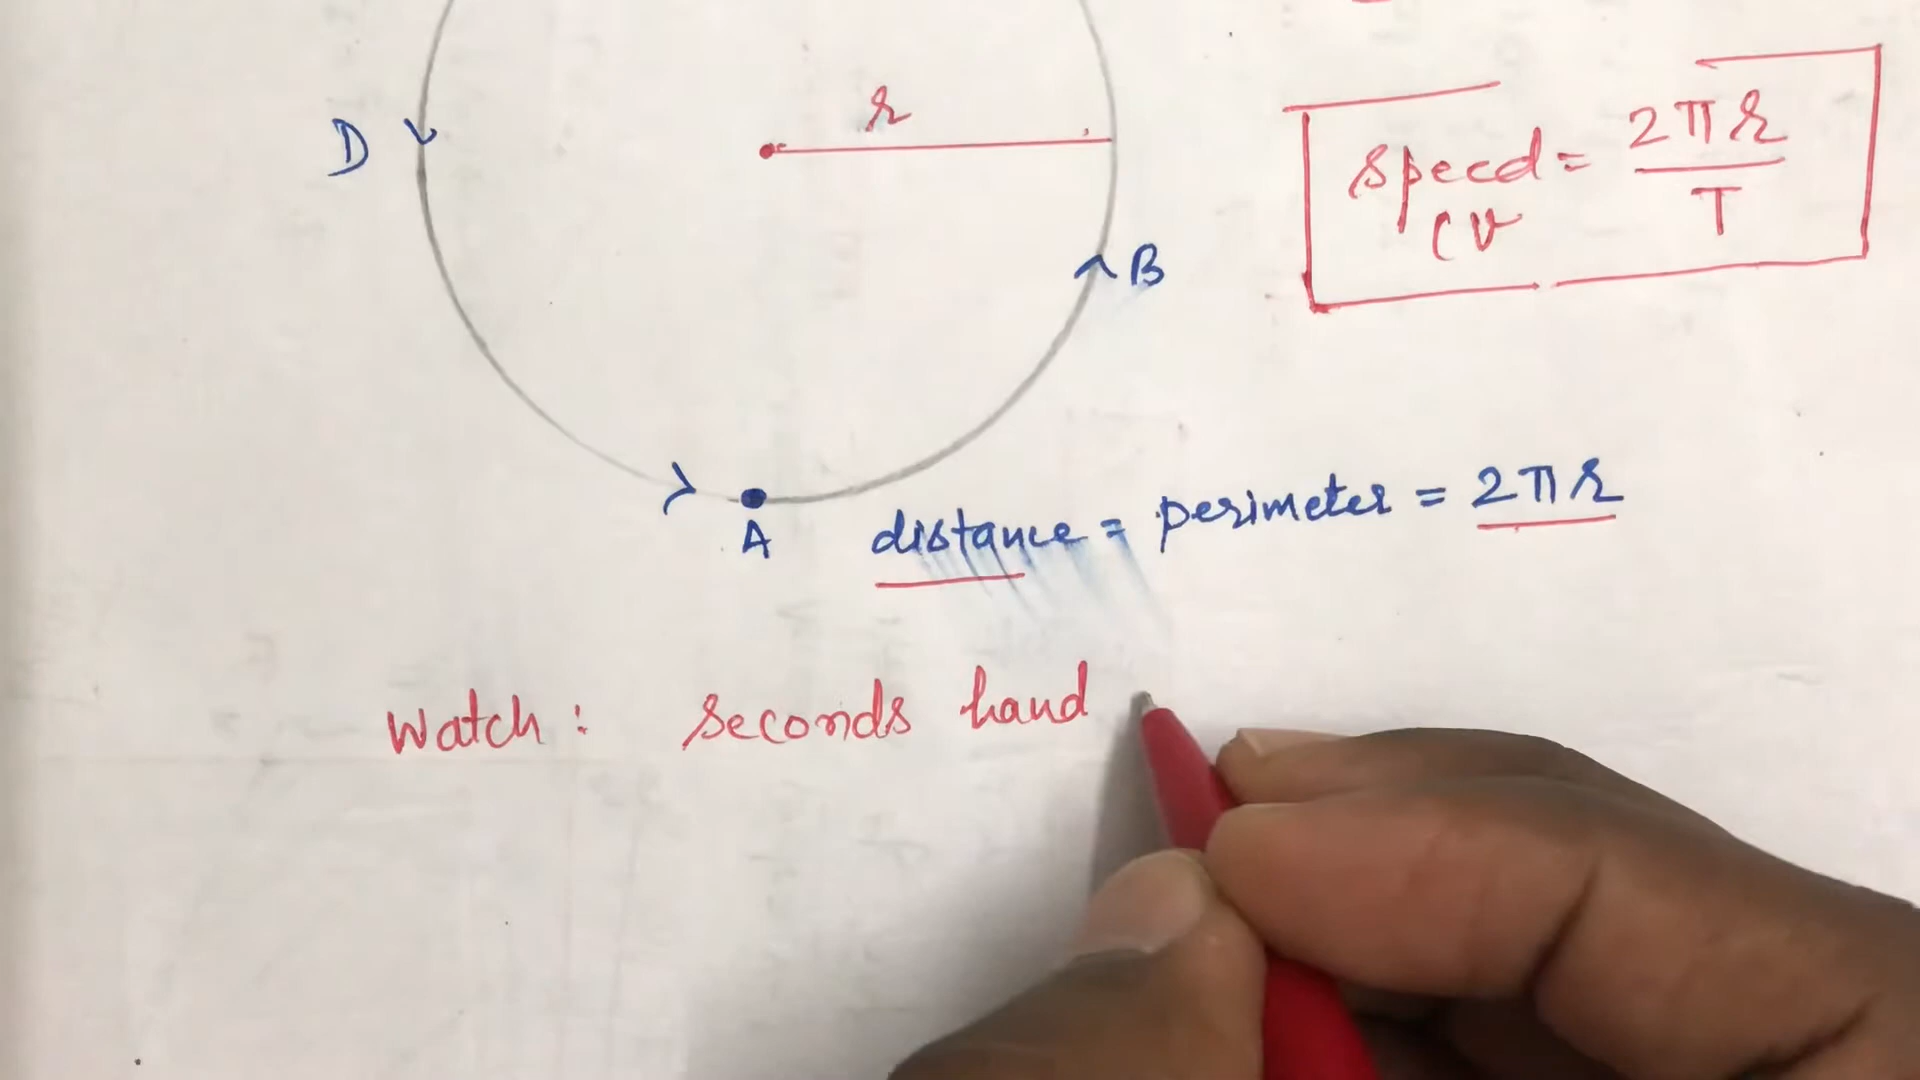 r
D
speed = 2πr / T
(v
B
A
distance = perimeter = 2πr
Watch: seconds hand